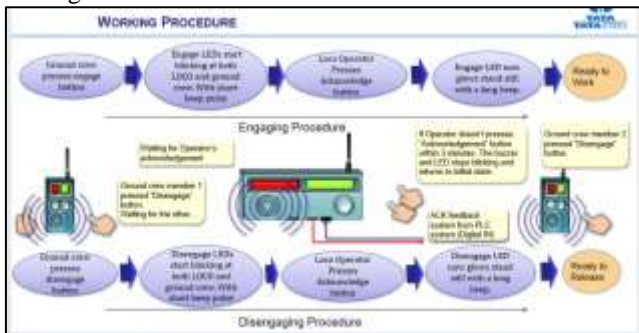 WORKING PROCEDURE
TATA
Ground crew
press engage
button
Engage LEDs start
blinking at both
LOCO and ground
crew. With short
beep pulse
Loco Operator
Press
Acknowledge
button
Engage LED now
glows stand still
with a long beep.
Ready to
Work
Engaging Procedure
Waiting for Operator's
acknowledgement
If Operator doesn't press
"Acknowledgement" button
within 3 minutes. The buzzer
and LED stops blinking and
returns to initial state.
Ground crew member 2
pressed "Disengage"
button.
Ground crew member 1
pressed "Disengage"
button.
Waiting for the other.
ACK feedback
system from PLC
system (Digital IN)
Ground crew
press
disengage
button
Disengage LEDs
start blinking at
both LOCO and
ground crew. With
short beep pulse
Loco Operator
Press
Acknowledge
button
Disengage LED
now glows stand
still with a long
beep.
Ready to
Release
Disengaging Procedure